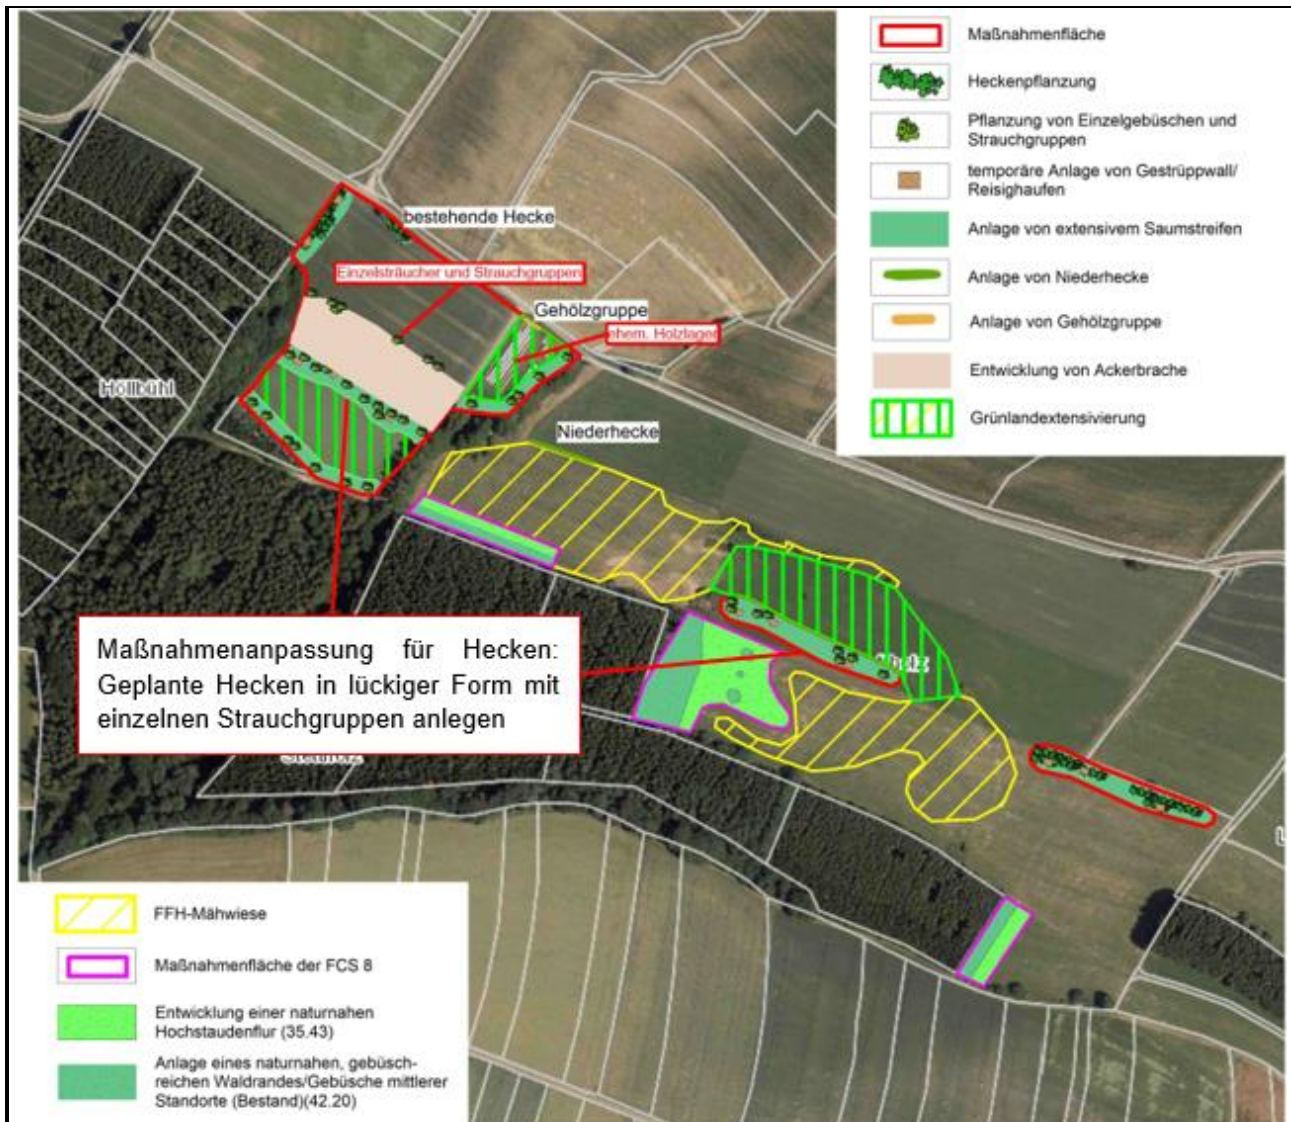 Maßnahmenfläche
Heckenpflanzung
Pflanzung von Einzelgebüschen und
Strauchgruppen
temporäre Anlage von Gestrüppwall/
Reisighaufen
Anlage von extensivem Saumstreifen
Anlage von Niederhecke
Anlage von Gehölzgruppe
Entwicklung von Ackerbrache
Grünlandextensivierung
bestehende Hecke
Einzelsträucher und Strauchgruppen
Gehölzgruppe
ehem. Holzlager
Höllbühl
Niederhecke
Maßnahmenanpassung für Hecken:
Geplante Hecken in lückiger Form mit
einzelnen Strauchgruppen anlegen
FFH-Mähwiese
Maßnahmenfläche der FCS 8
Entwicklung einer naturnahen
Hochstaudenflur (35.43)
Anlage eines naturnahen, gebüsch-
reichen Waldrandes/Gebüsche mittlerer
Standorte (Bestand)(42.20)